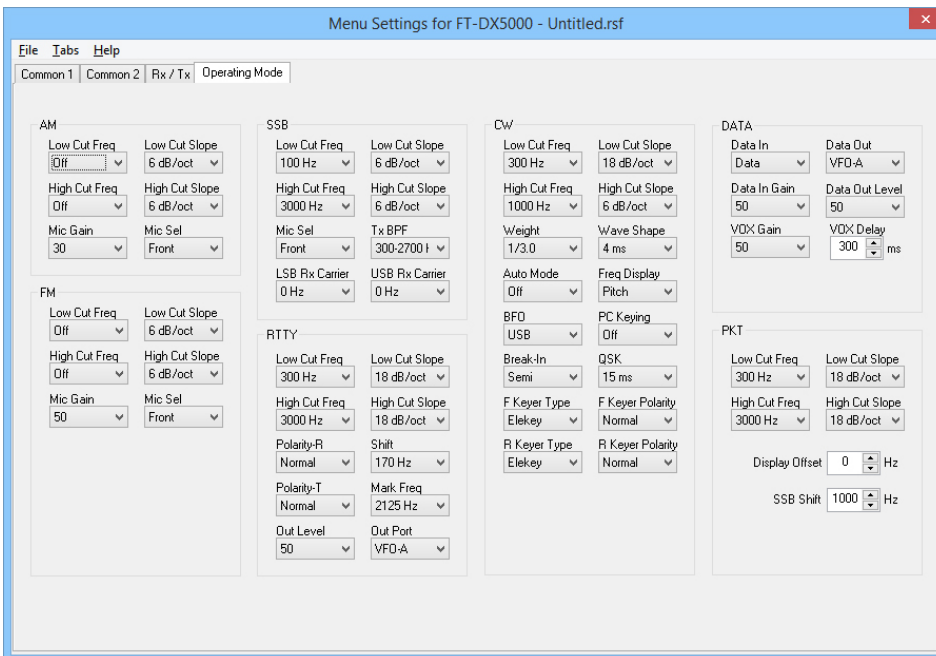 Menu Settings for FT-DX5000 - Untitled.rsf
×
File Tabs Help
Common 1 Common 2 Rx / Tx Operating Mode
AM
Low Cut Freq Low Cut Slope
Off 6 dB/oct
High Cut Freq High Cut Slope
Off 6 dB/oct
Mic Gain Mic Sel
30 Front
FM
Low Cut Freq Low Cut Slope
Off 6 dB/oct
High Cut Freq High Cut Slope
Off 6 dB/oct
Mic Gain Mic Sel
50 Front
SSB
Low Cut Freq Low Cut Slope
100 Hz 6 dB/oct
High Cut Freq High Cut Slope
3000 Hz 6 dB/oct
Mic Sel Tx BPF
Front 300-2700 H
LSB Rx Carrier USB Rx Carrier
0 Hz 0 Hz
RTTY
Low Cut Freq Low Cut Slope
300 Hz 18 dB/oct
High Cut Freq High Cut Slope
3000 Hz 18 dB/oct
Polarity-R Shift
Normal 170 Hz
Polarity-T Mark Freq
Normal 2125 Hz
Out Level Out Port
50 VFO-A
CW
Low Cut Freq Low Cut Slope
300 Hz 18 dB/oct
High Cut Freq High Cut Slope
1000 Hz 6 dB/oct
Weight Wave Shape
1/3.0 4 ms
Auto Mode Freq Display
Off Pitch
BFO PC Keying
USB Off
Break-In QSK
Semi 15 ms
F Keyer Type F Keyer Polarity
Elekey Normal
R Keyer Type R Keyer Polarity
Elekey Normal
DATA
Data In Data Out
Data VFO-A
Data In Gain Data Out Level
50 50
VOX Gain VOX Delay
50 300 ms
PKT
Low Cut Freq Low Cut Slope
300 Hz 18 dB/oct
High Cut Freq High Cut Slope
3000 Hz 18 dB/oct
Display Offset 0 Hz
SSB Shift 1000 Hz